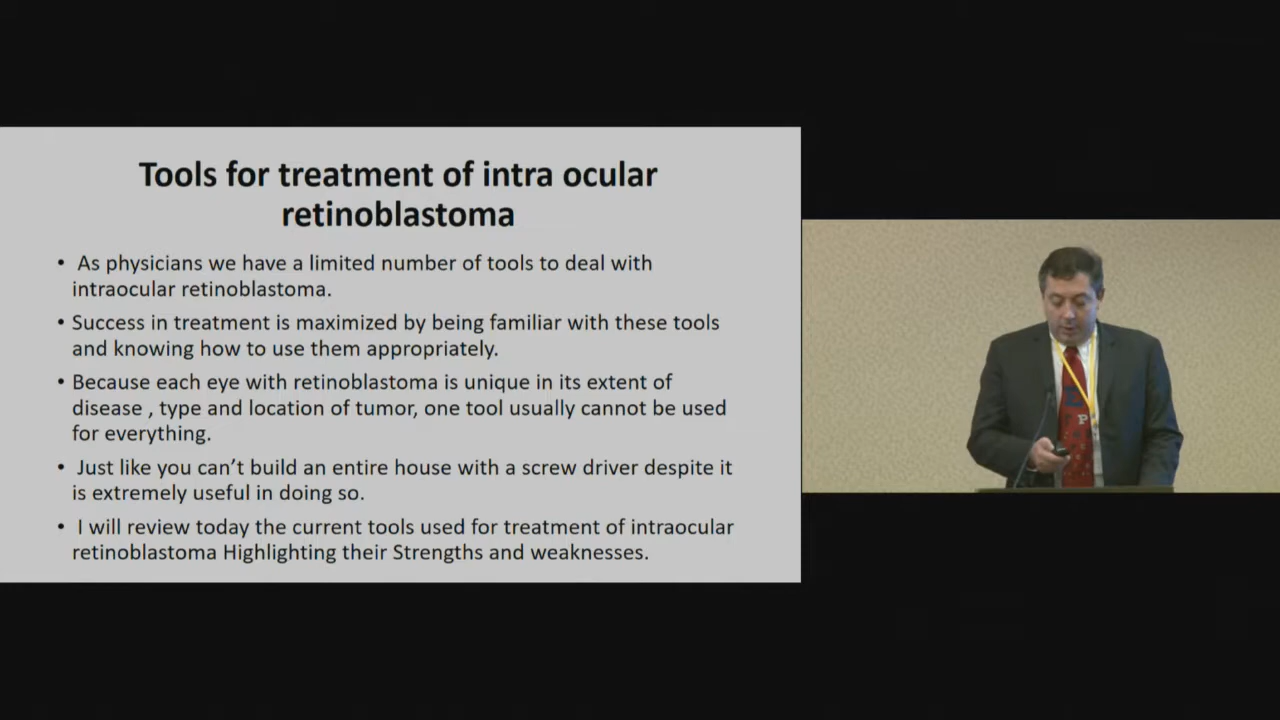 Tools for treatment of intra ocular
retinoblastoma
• As physicians we have a limited number of tools to deal with
intraocular retinoblastoma.
• Success in treatment is maximized by being familiar with these tools
and knowing how to use them appropriately.
• Because each eye with retinoblastoma is unique in its extent of
disease , type and location of tumor, one tool usually cannot be used
for everything.
• Just like you can’t build an entire house with a screw driver despite it
is extremely useful in doing so.
• I will review today the current tools used for treatment of intraocular
retinoblastoma Highlighting their Strengths and weaknesses.
E
P